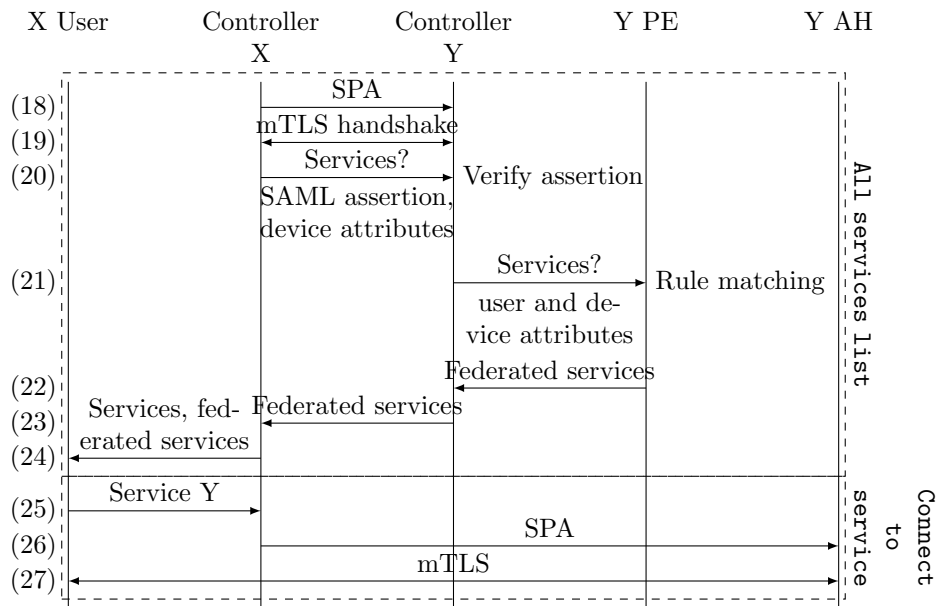 X User Controller Controller Y PE Y AH
X Y
(18) SPA
(19) mTLS handshake
(20) Services? Verify assertion
SAML assertion,
device attributes
(21) Services? Rule matching
user and de-
vice attributes
(22) Federated services
(23) Federated services
Services, fed-
erated services
(24)
All services list
(25) Service Y
(26) SPA
(27) mTLS
Connect
to
service